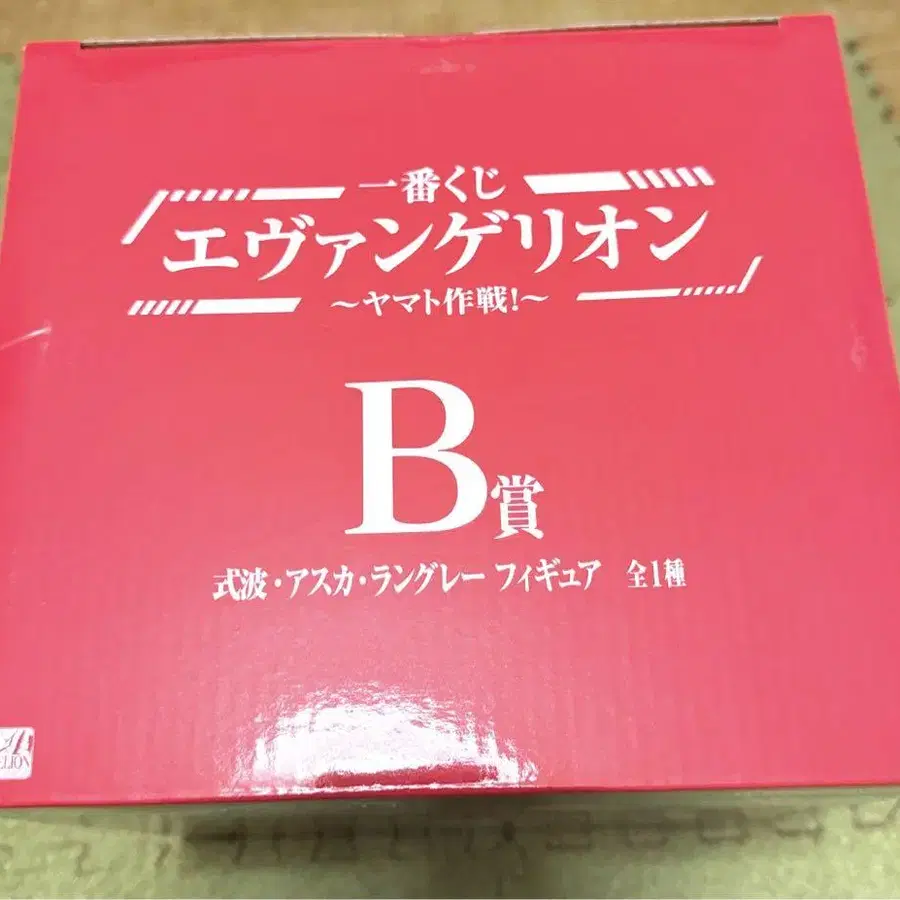 一番くじ
エヴァンゲリオン
～ヤマト作戦!～
B賞
式波・アスカ・ラングレー フィギュア 全1種